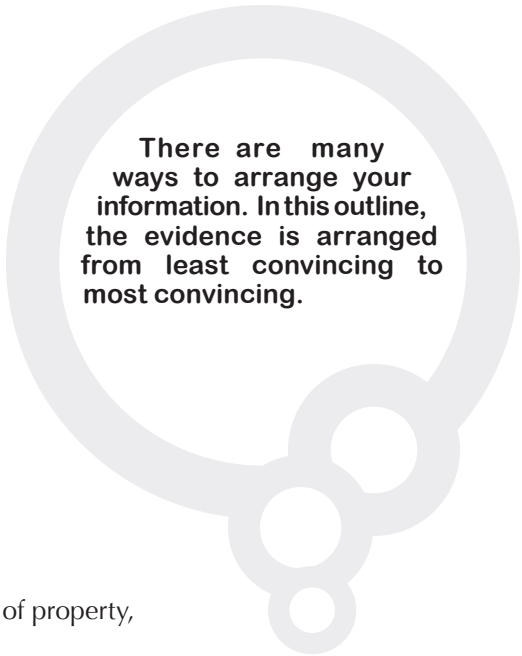 There are many
ways to arrange your
information. In this outline,
the evidence is arranged
from least convincing to
most convincing.
of property,